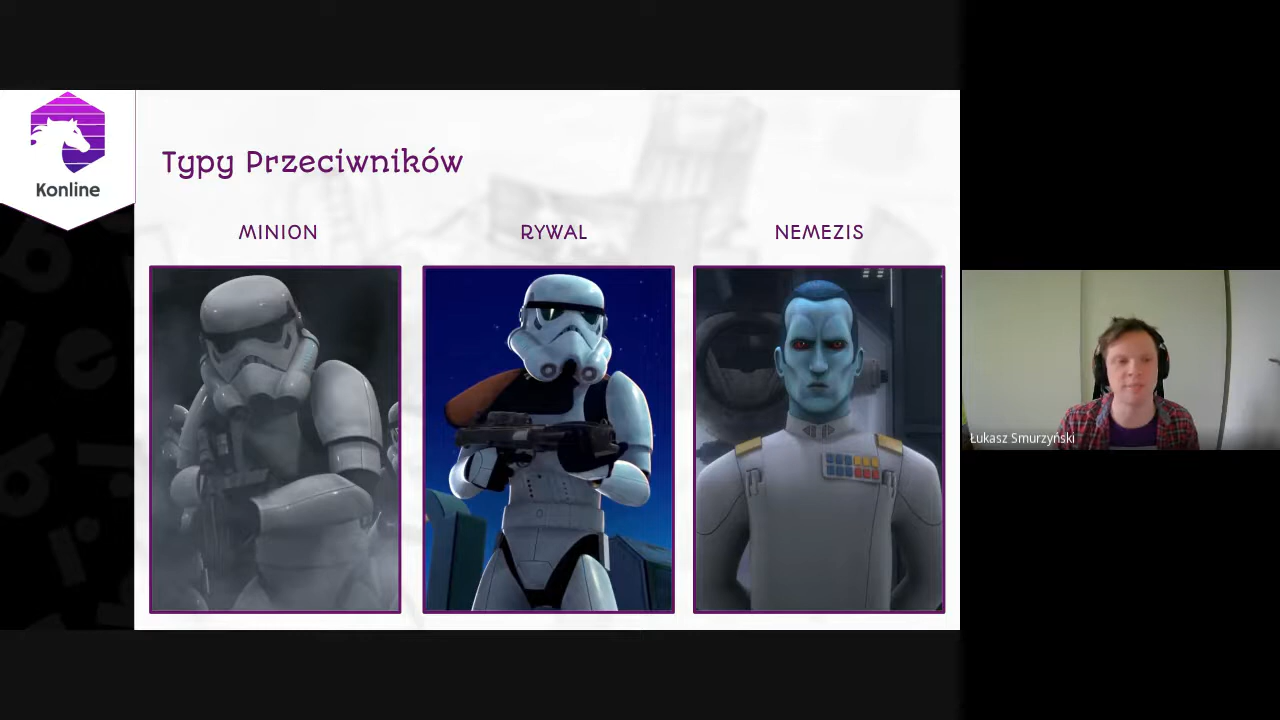 Konline
Typy Przeciwników
MINION
RYWAL
NEMEZIS
Łukasz Smurzyński